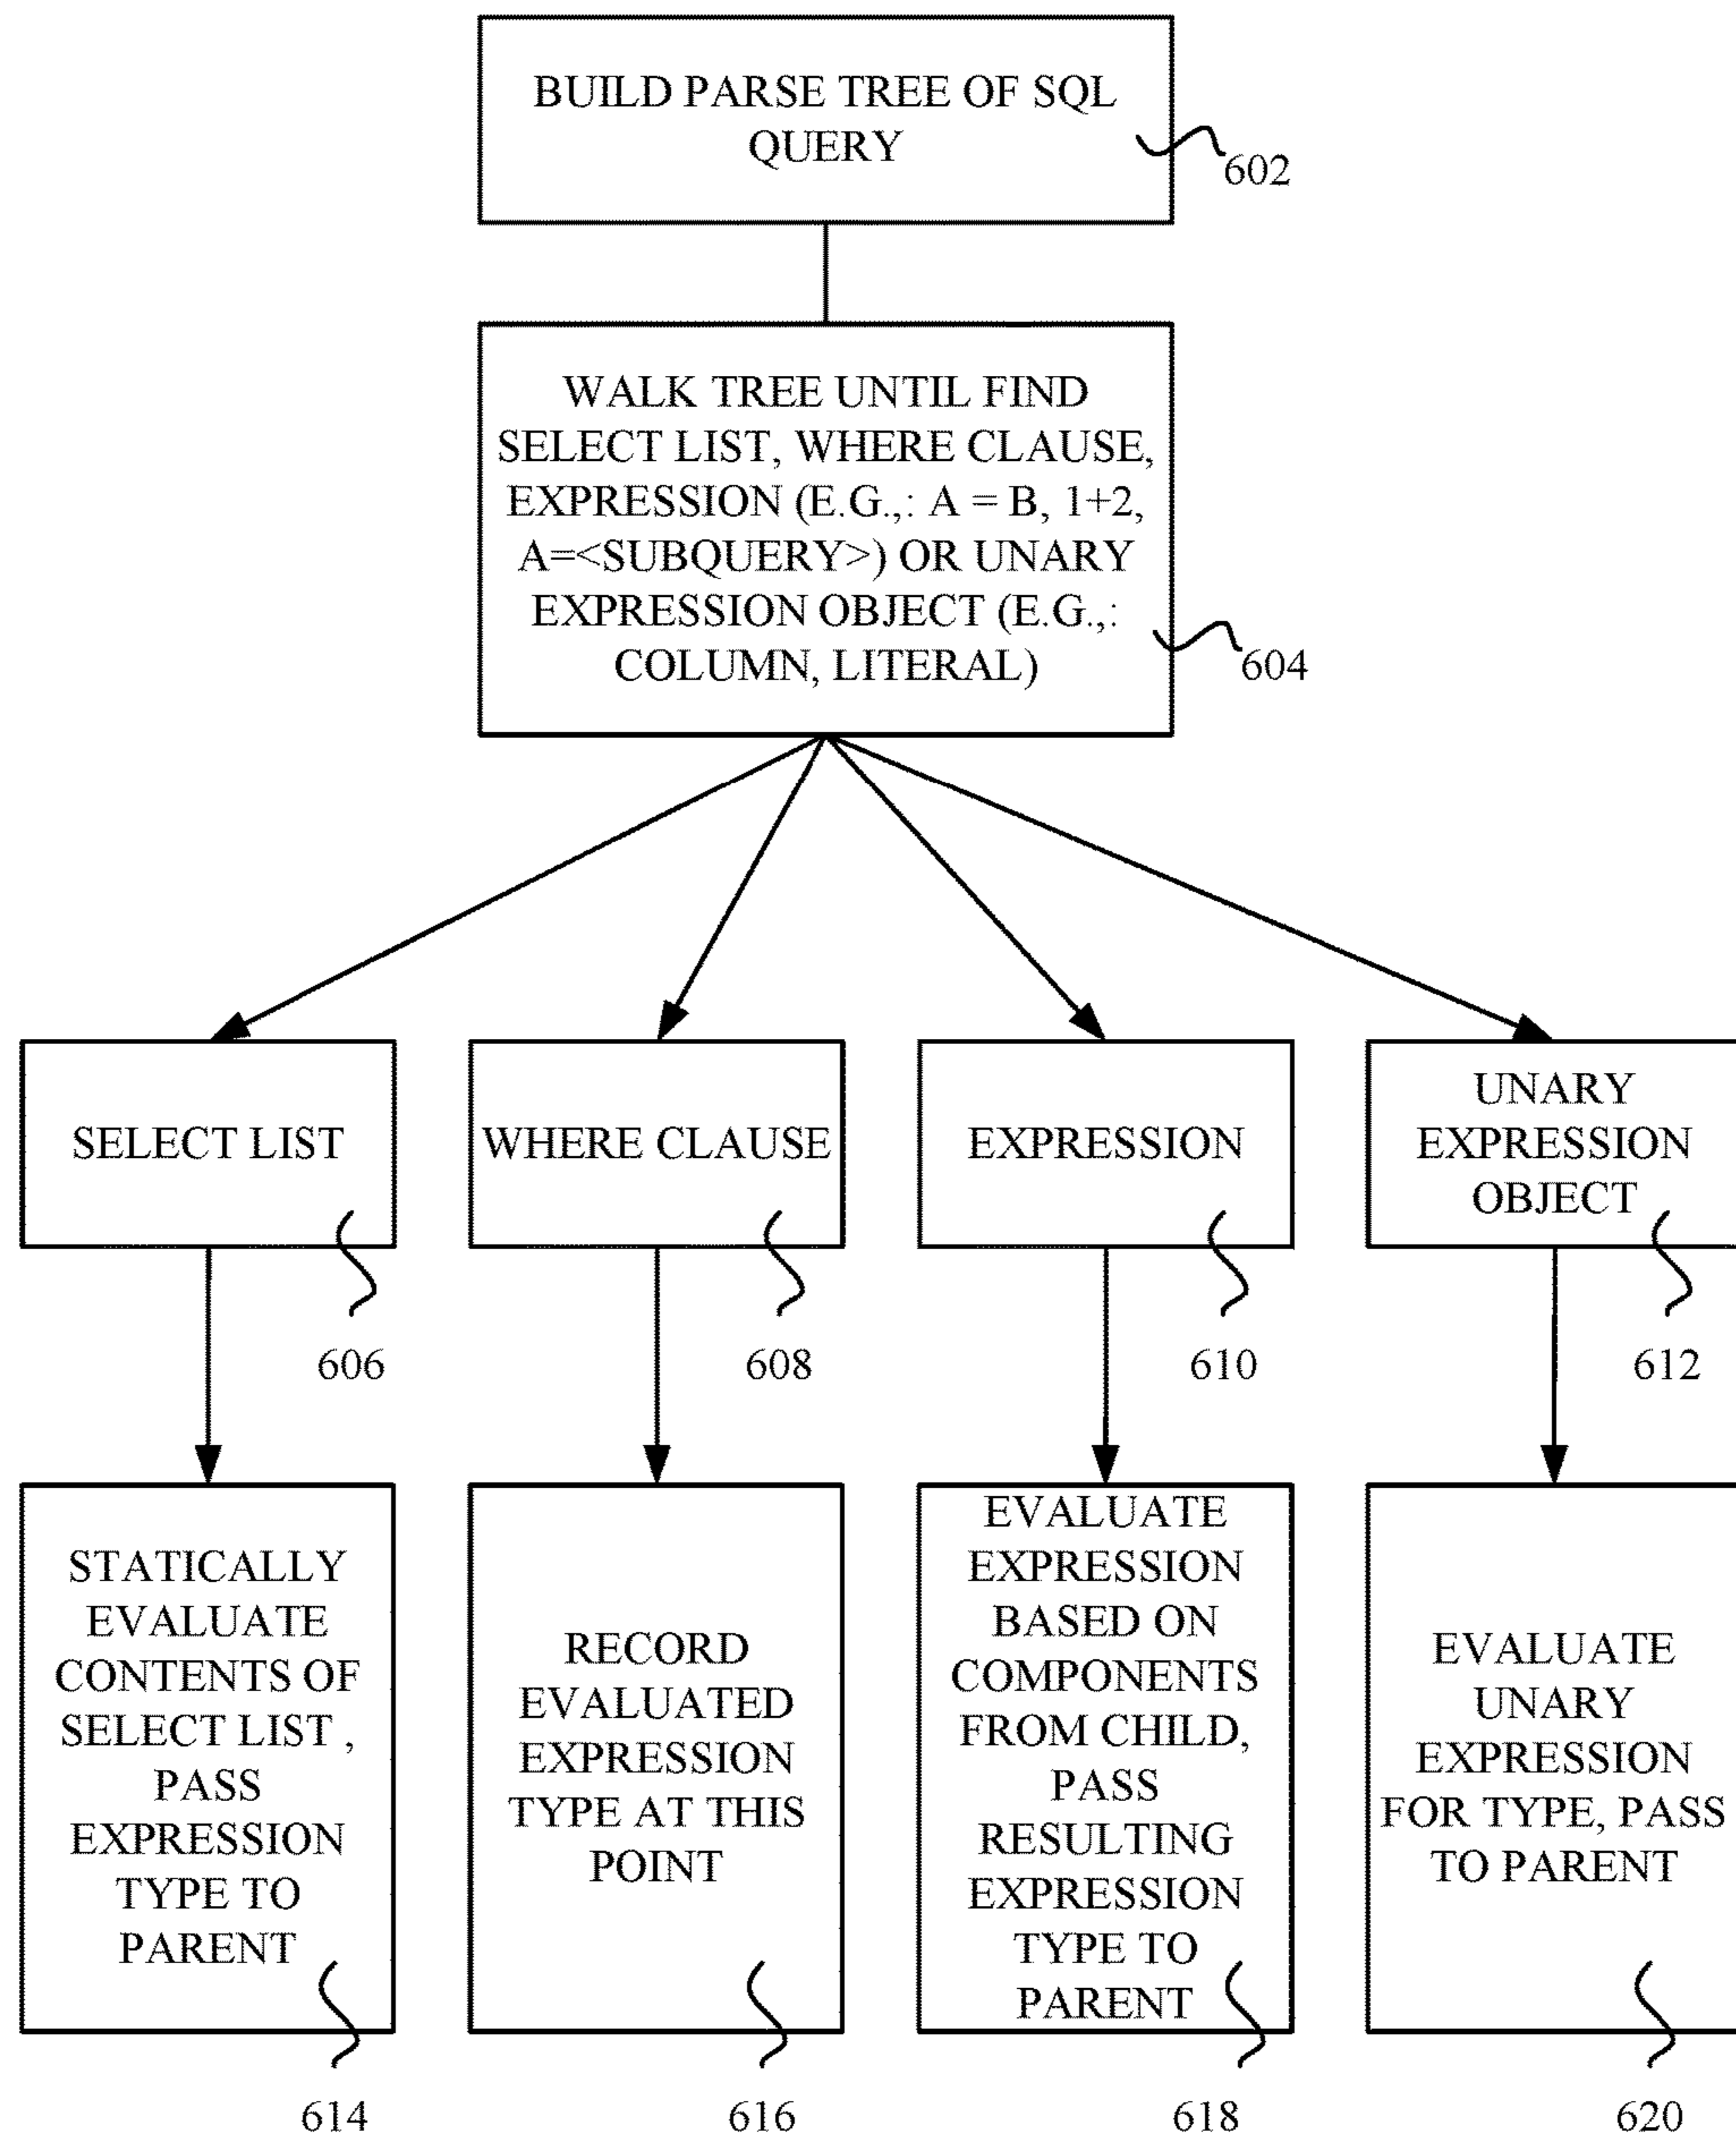 BUILD PARSE TREE OF SQL
QUERY
602
WALK TREE UNTIL FIND
SELECT LIST, WHERE CLAUSE,
EXPRESSION (E.G.,: A = B, 1+2,
A=<SUBQUERY>) OR UNARY
EXPRESSION OBJECT (E.G.,:
COLUMN, LITERAL)
604
SELECT LIST
606
WHERE CLAUSE
608
EXPRESSION
610
UNARY
EXPRESSION
OBJECT
612
STATICALLY
EVALUATE
CONTENTS OF
SELECT LIST ,
PASS
EXPRESSION
TYPE TO
PARENT
614
RECORD
EVALUATED
EXPRESSION
TYPE AT THIS
POINT
616
EVALUATE
EXPRESSION
BASED ON
COMPONENTS
FROM CHILD,
PASS
RESULTING
EXPRESSION
TYPE TO
PARENT
618
EVALUATE
UNARY
EXPRESSION
FOR TYPE, PASS
TO PARENT
620